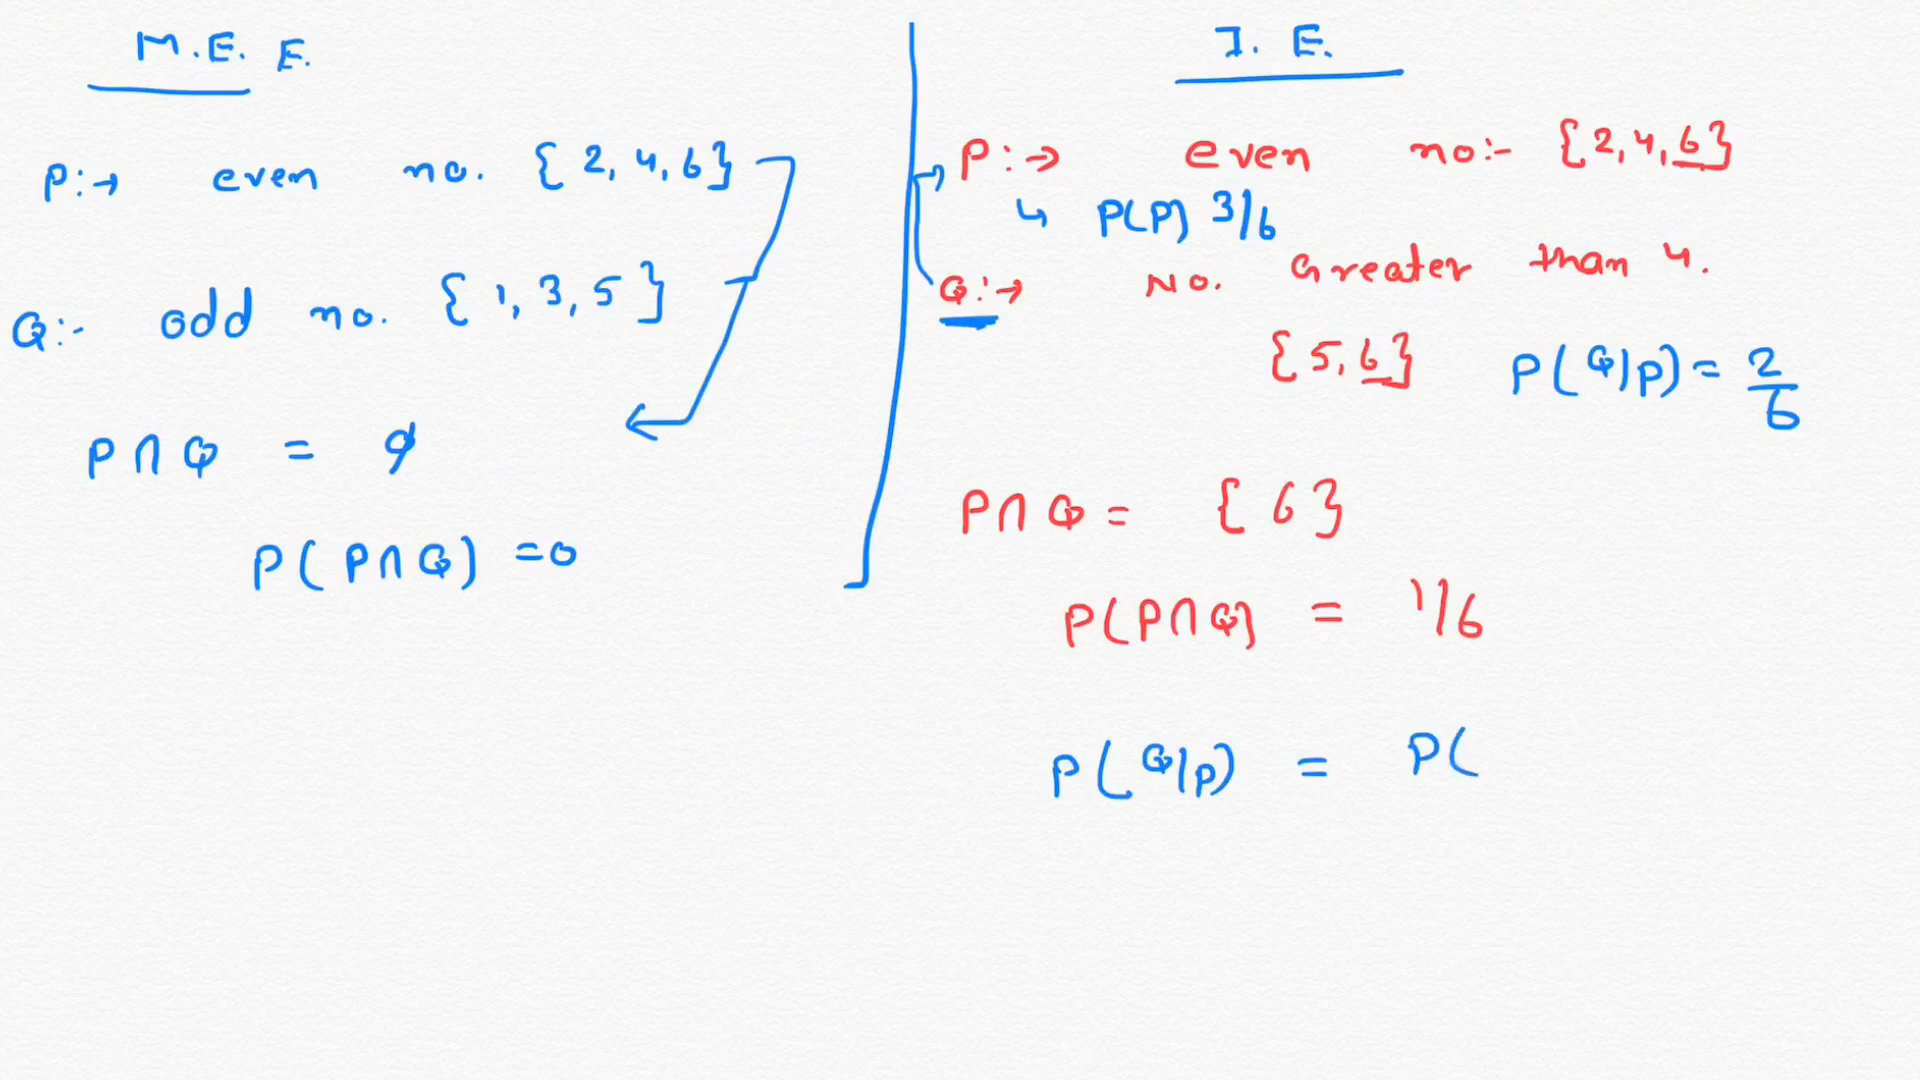 M.E.E.
P:→ even no. {2,4,6}
Q:- odd no. {1,3,5}
P∩Q = φ
P(P∩Q) =0
I.E.
P:→ even no:- {2,4,6}
↳ P(P) 3/6
Q:→ No. Greater than 4.
{5,6} P(Q|P)= 2/6
P∩Q= {6}
P(P∩Q) = 1/6
P(Q|P) = P(